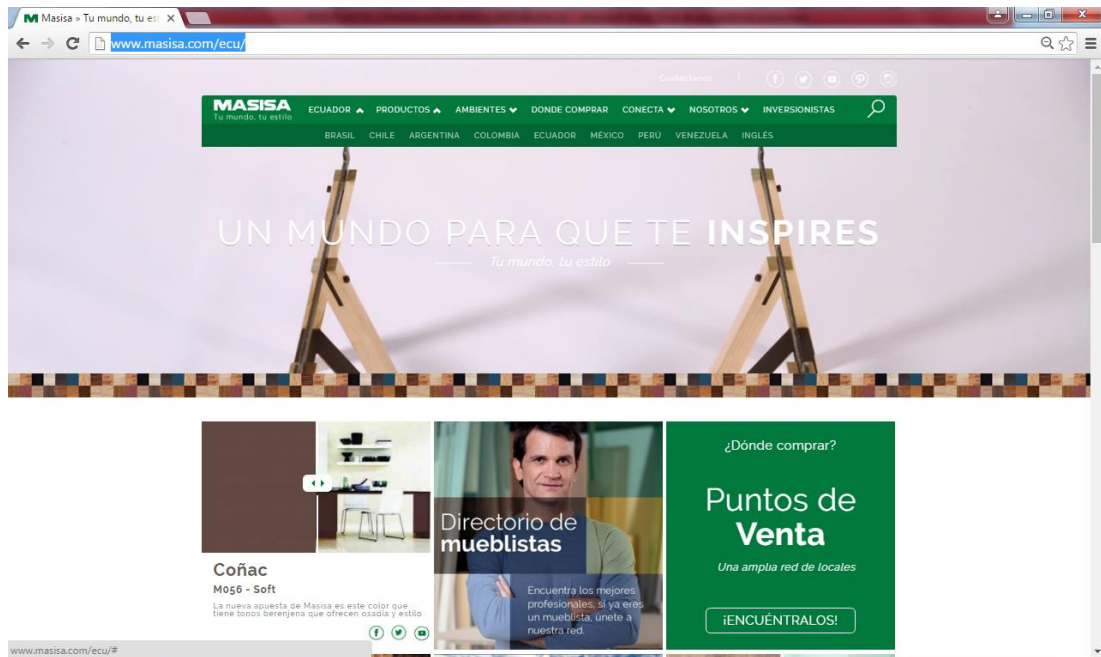 Masisa » Tu mundo, tu es
www.masisa.com/ecu/
Contáctanos
MASISA
Tu mundo, tu estilo
ECUADOR PRODUCTOS AMBIENTES DONDE COMPRAR CONECTA NOSOTROS INVERSIONISTAS
BRASIL CHILE ARGENTINA COLOMBIA ECUADOR MÉXICO PERÚ VENEZUELA INGLÉS
UN MUNDO PARA QUE TE INSPIRES
Tu mundo, tu estilo
Coñac
M056 - Soft
La nueva apuesta de Masisa es este color que
tiene tonos berenjena que ofrecen osadía y estilo.
Directorio de
mueblistas
Encuentra los mejores
profesionales, si ya eres
un mueblista, únete a
nuestra red.
¿Dónde comprar?
Puntos de
Venta
Una amplia red de locales
¡ENCUÉNTRALOS!
www.masisa.com/ecu/#